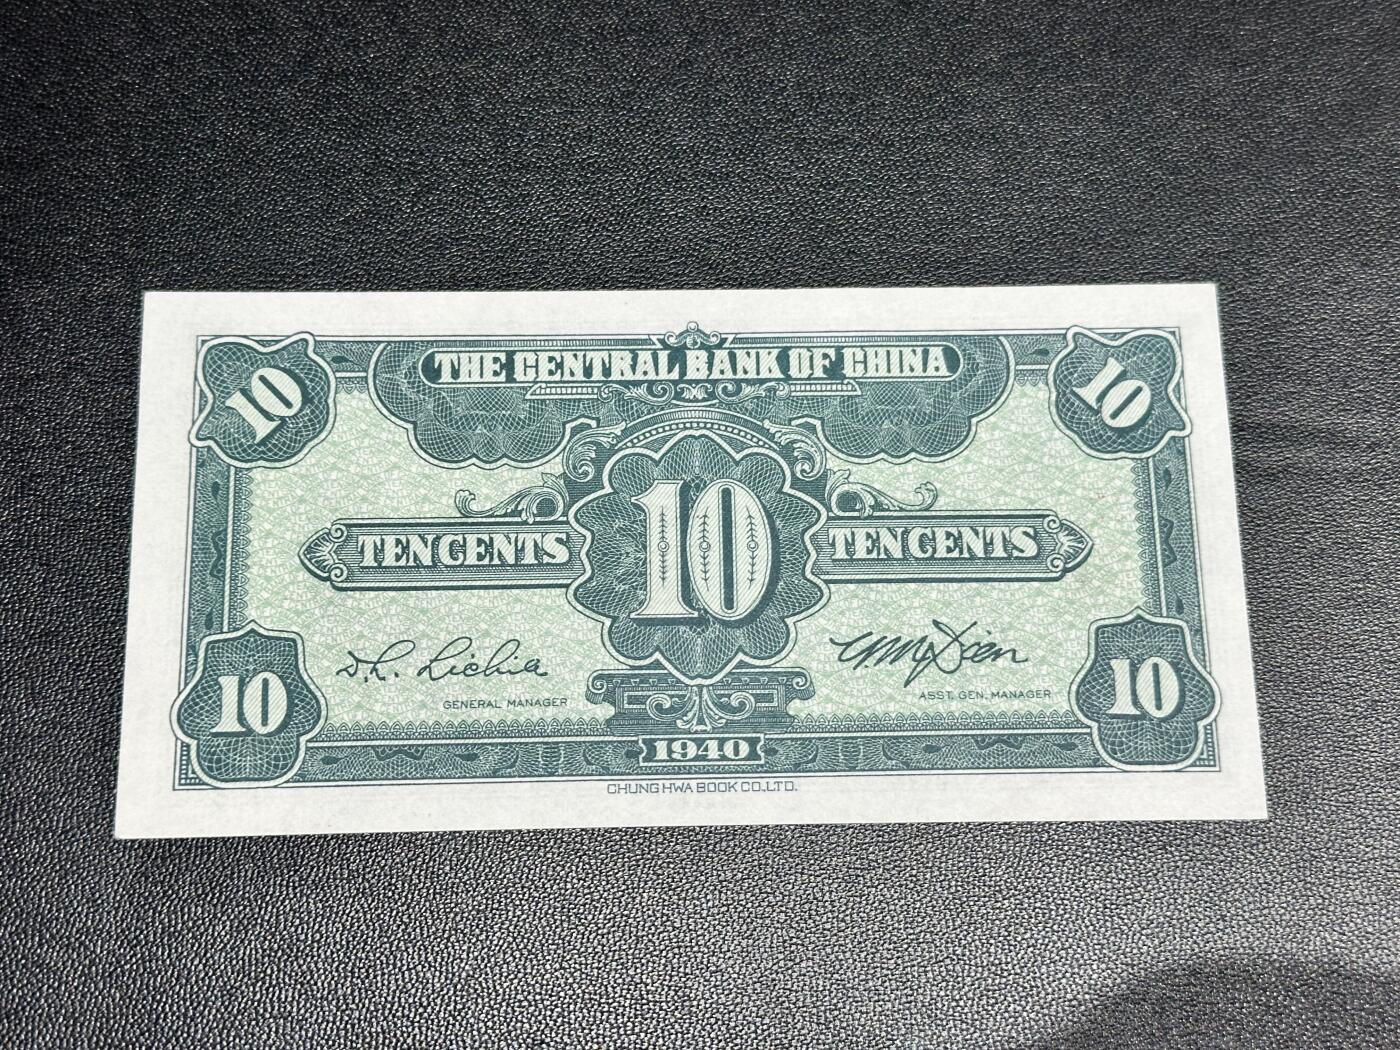 THE CENTRAL BANK OF CHINA
10
10
TEN CENTS
10
TEN CENTS
GENERAL MANAGER
ASST. GEN. MANAGER
10
10
1940
CHUNG HWA BOOK CO., LTD.